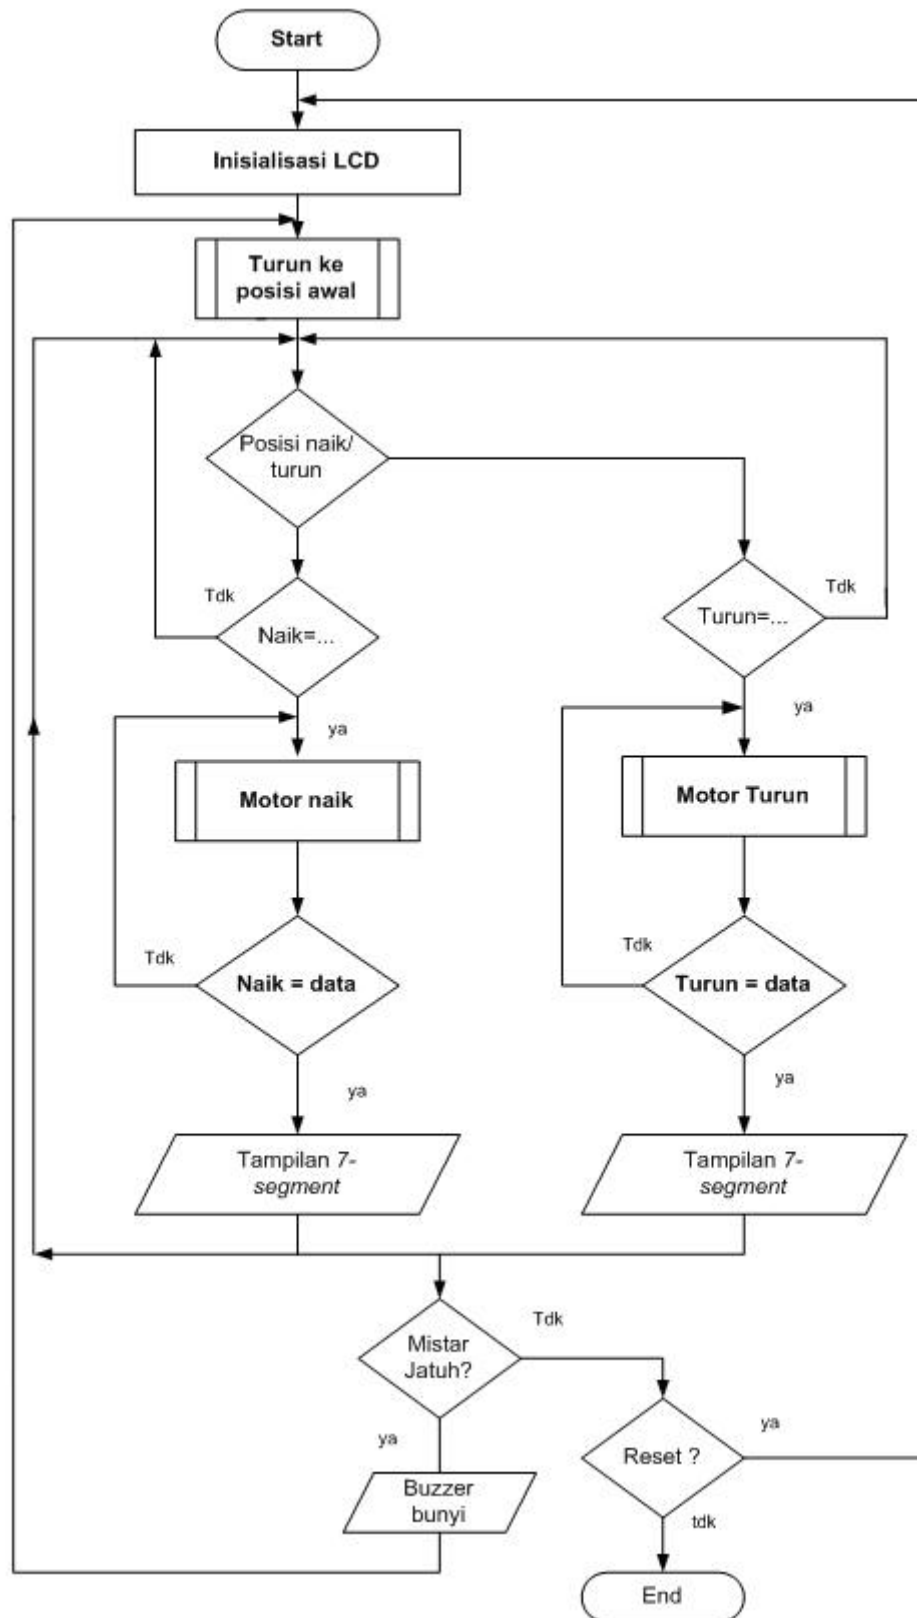 Start
Inisialisasi LCD
Turun ke
posisi awal
Posisi naik/
turun
Tdk
Naik=...
Tdk
Turun=...
ya
ya
Motor naik
Motor Turun
Tdk
Naik = data
Tdk
Turun = data
ya
ya
Tampilan 7-
segment
Tampilan 7-
segment
Mistar
Jatuh?
Tdk
ya
Reset ?
ya
Buzzer
bunyi
tdk
End